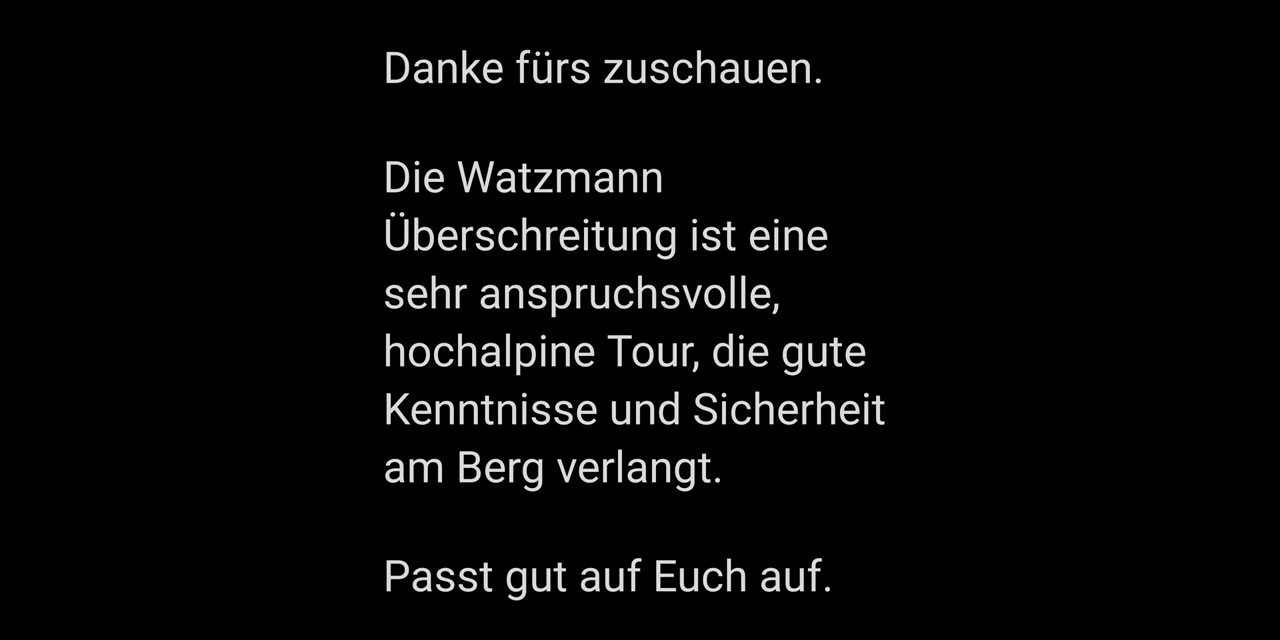 Danke fürs zuschauen.
Die Watzmann
Überschreitung ist eine
sehr anspruchsvolle,
hochalpine Tour, die gute
Kenntnisse und Sicherheit
am Berg verlangt.
Passt gut auf Euch auf.